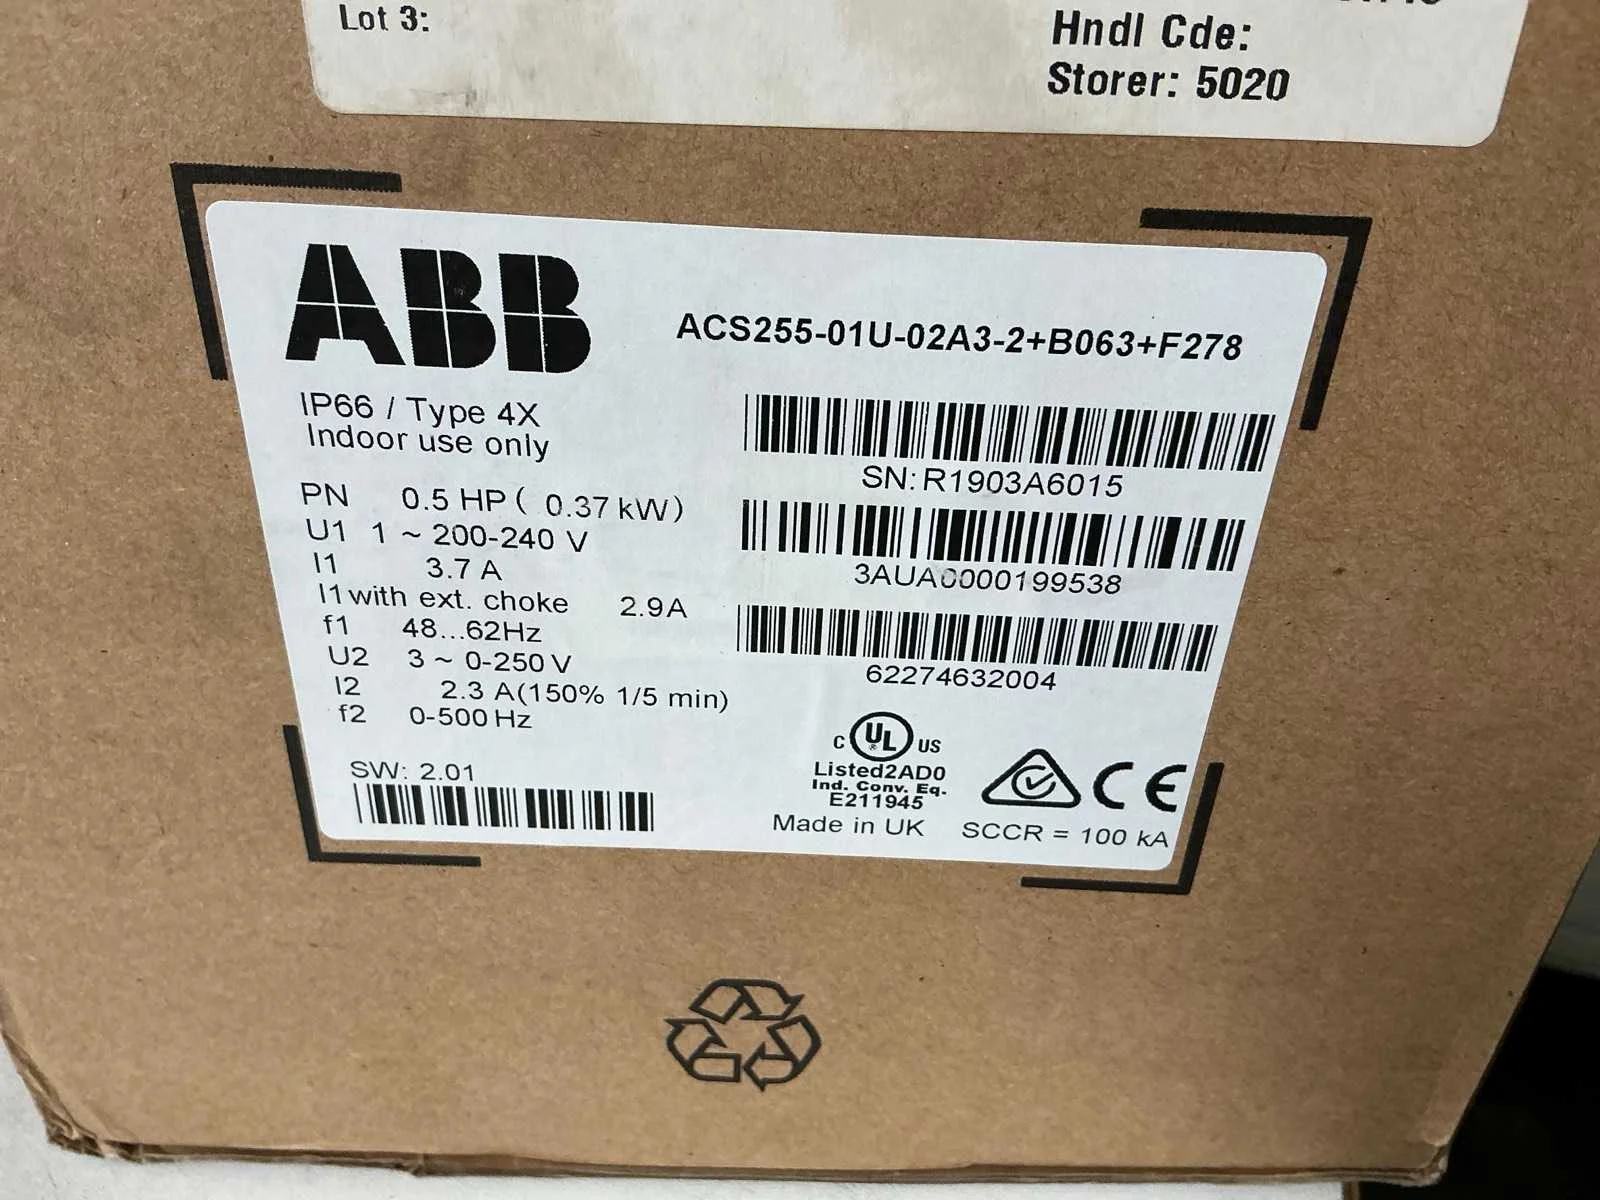 Lot 3:
Hndl Cde:
Storer: 5020
ABB
ACS255-01U-02A3-2+B063+F278
IP66 / Type 4X
Indoor use only
SN: R1903A6015
PN 0.5 HP ( 0.37 kW)
U1 1 ~ 200-240 V
I1 3.7 A
3AUA0000199538
I1 with ext. choke 2.9A
f1 48...62Hz
U2 3 ~ 0-250 V
62274632004
I2 2.3 A(150% 1/5 min)
f2 0-500 Hz
C UL ® US
Listed2AD0
Ind. Conv. Eq.
E211945
CE
SW: 2.01
Made in UK
SCCR = 100 kA